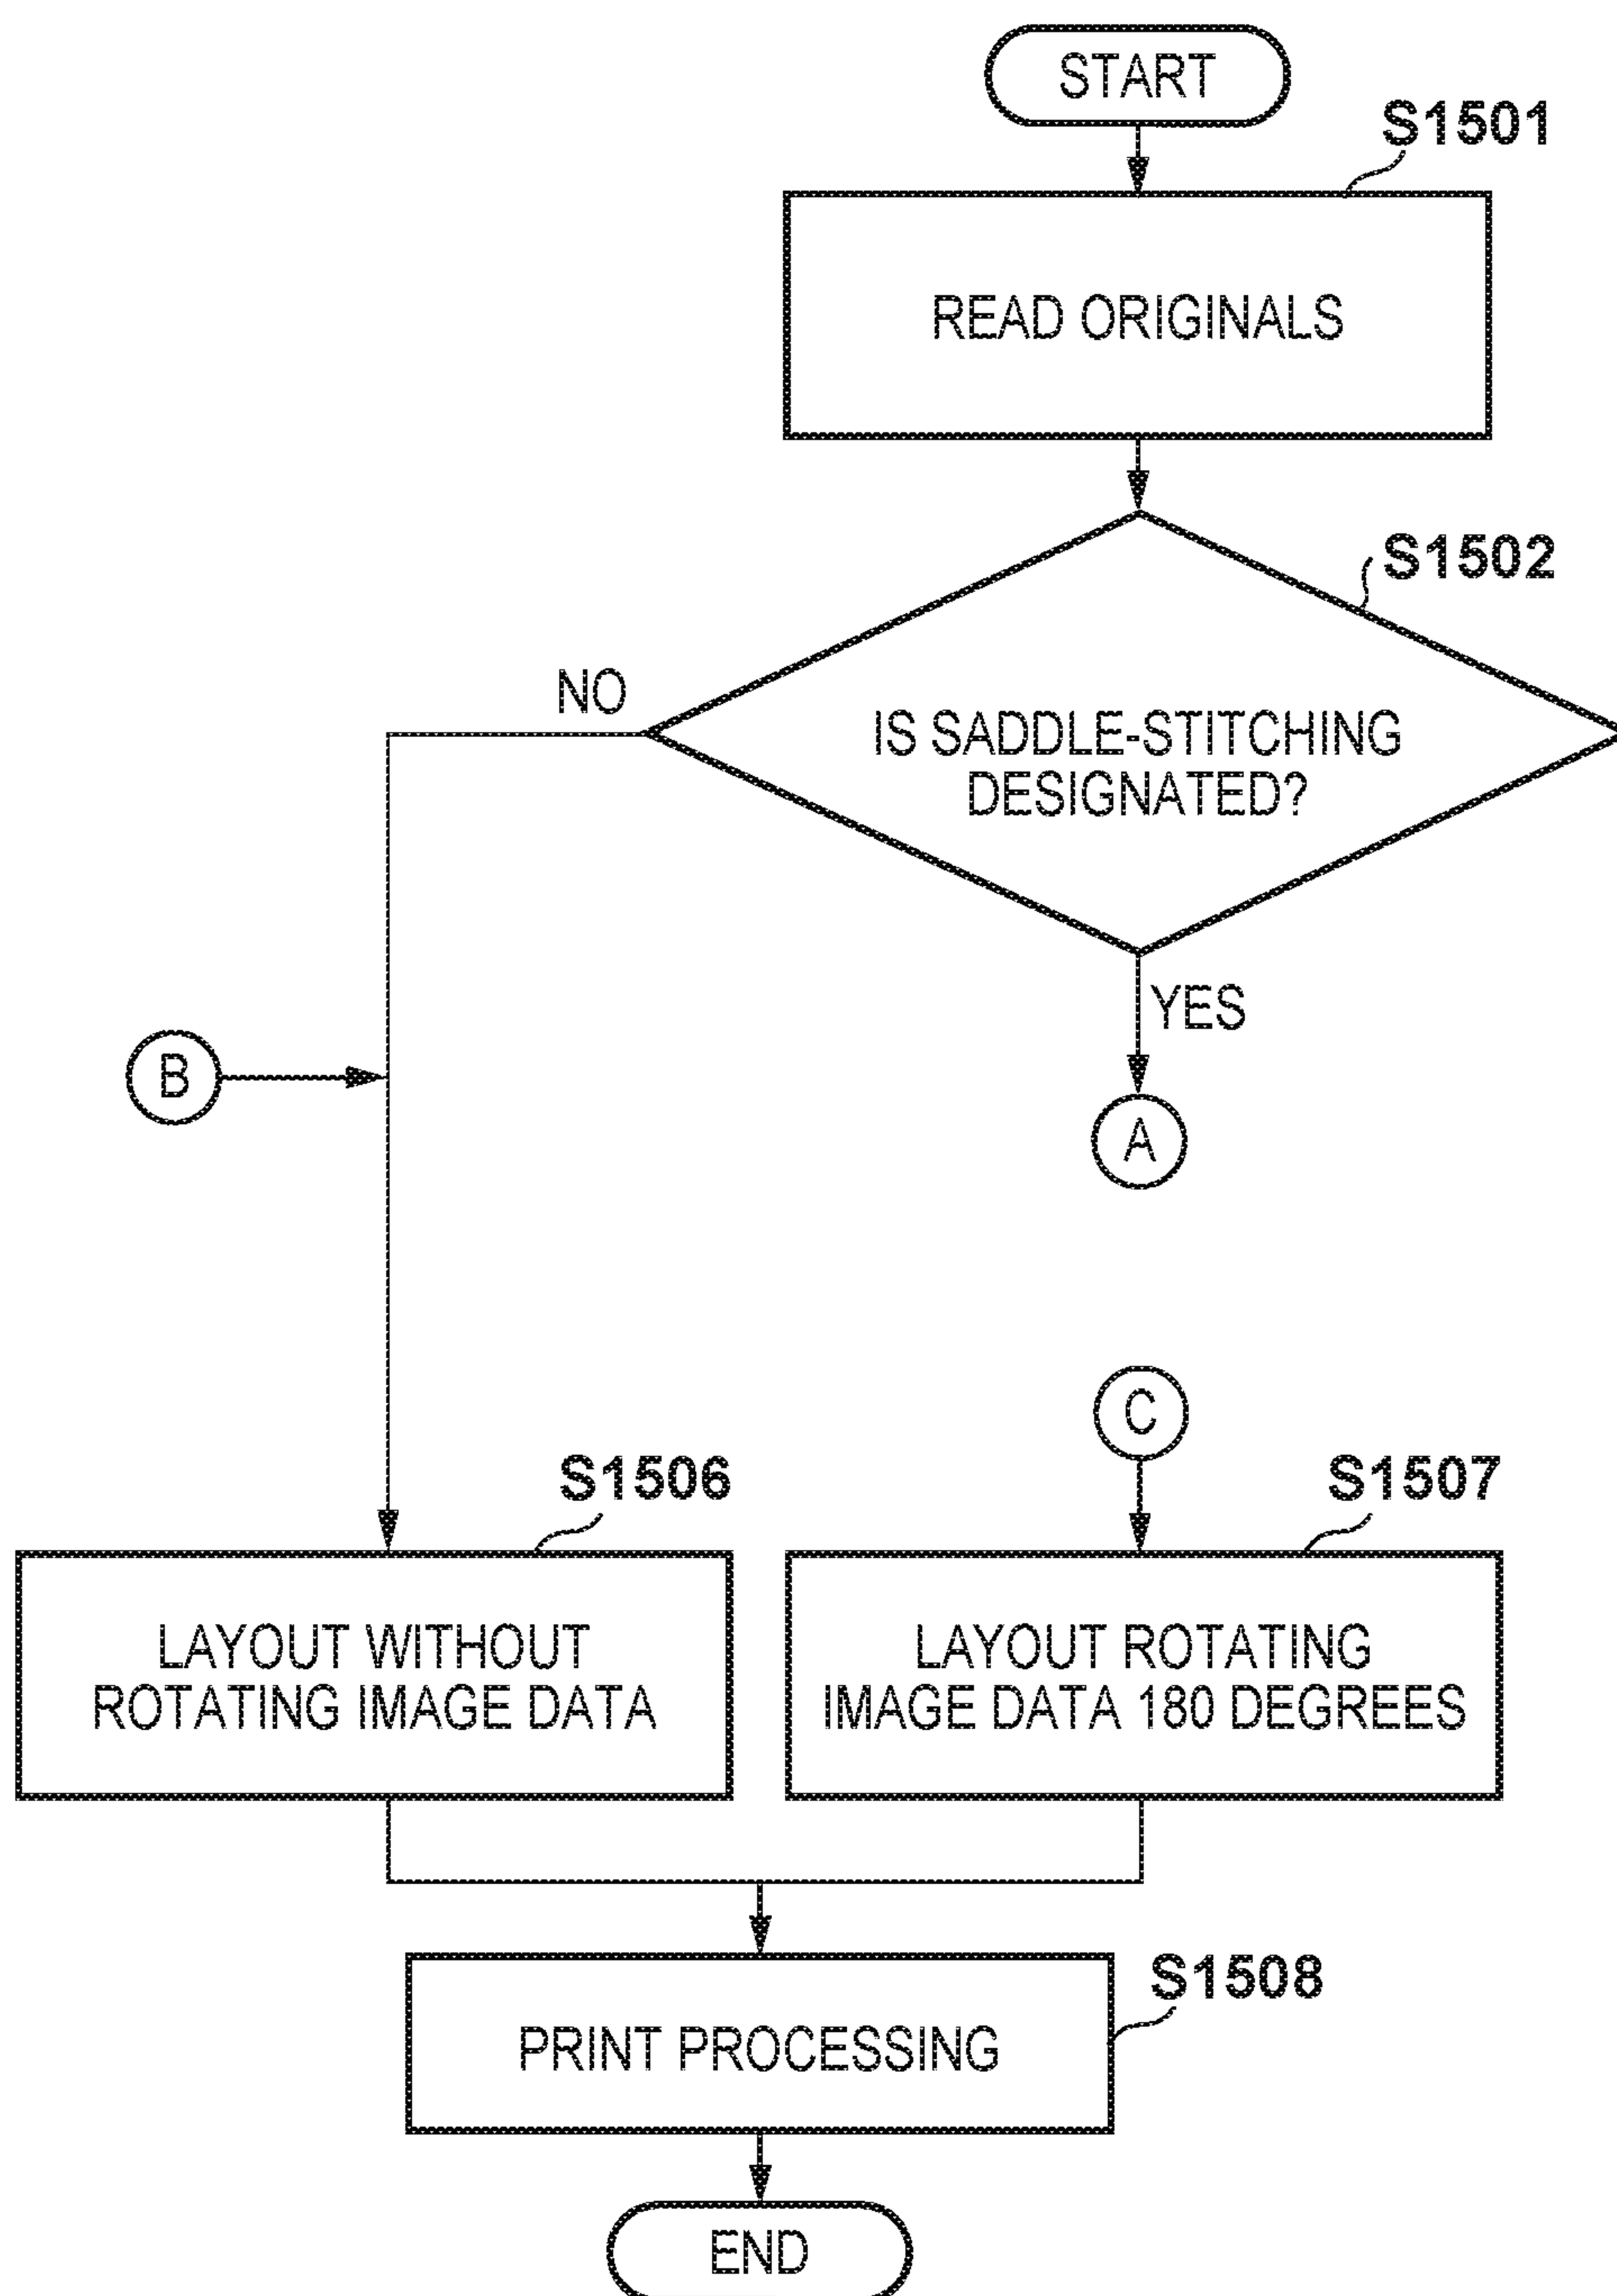 START
S1501
READ ORIGINALS
S1502
NO
IS SADDLE-STITCHING
DESIGNATED?
YES
B
A
C
S1506
S1507
LAYOUT WITHOUT
ROTATING IMAGE DATA
LAYOUT ROTATING
IMAGE DATA 180 DEGREES
S1508
PRINT PROCESSING
END